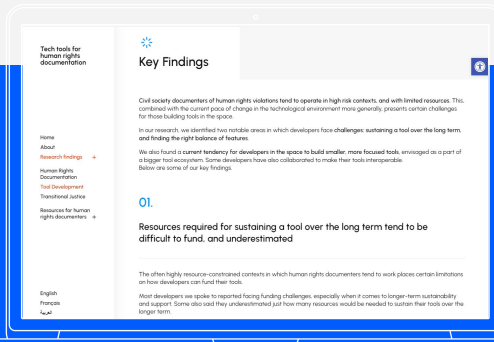 Tech tools for
human rights
documentation
Home
About
Research findings +
Human Rights
Documentation
Tool Development
Transitional Justice
Resources for human
rights documenters +
English
Français
العربية
Key Findings
Civil society documenters of human rights violations tend to operate in high risk contexts, and with limited resources. This,
combined with the current pace of change in the technological environment more generally, presents certain challenges
for those building tools in the space.
In our research, we identified two notable areas in which developers face challenges: sustaining a tool over the long term,
and finding the right balance of features.
We also found a current tendency for developers in the space to build smaller, more focused tools, envisaged as a part of
a bigger tool ecosystem. Some developers have also collaborated to make their tools interoperable.
Below are some of our key findings:
01.
Resources required for sustaining a tool over the long term tend to be
difficult to fund, and underestimated
The often highly resource-constrained contexts in which human rights documenters tend to work places certain limitations
on how developers can fund their tools.
Most developers we spoke to reported facing funding challenges, especially when it comes to longer-term sustainability
and support. Some also said they underestimated just how many resources would be needed to sustain their tools over the
longer term.